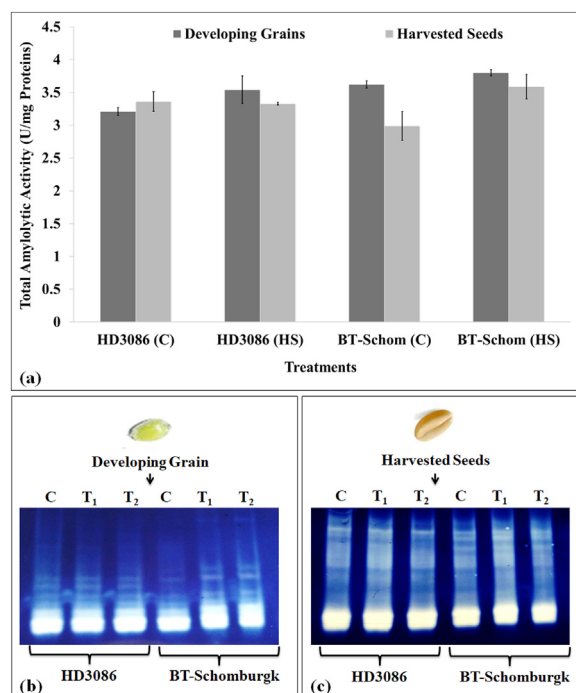 Developing Grains Harvested Seeds
Total Amylolytic Activity (U/mg Proteins)
4.5
4
3.5
3
2.5
2
1.5
1
0.5
0
HD3086 (C) HD3086 (HS) BT-Schom (C) BT-Schom (HS)
Treatments
(a)
Developing Grain
C T1 T2 C T1 T2
HD3086 BT-Schomburgk
(b)
Harvested Seeds
C T1 T2 C T1 T2
HD3086 BT-Schomburgk
(c)